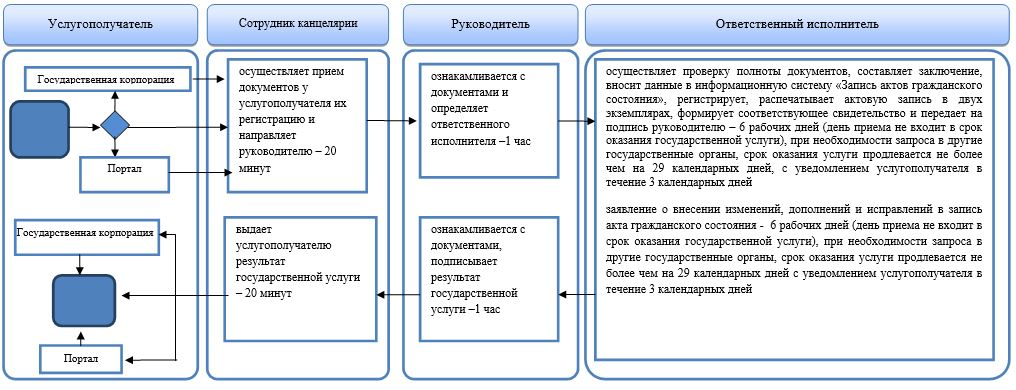 Услугополучатель
Сотрудник канцелярии
Руководитель
Ответственный исполнитель
Государственная корпорация
Портал
осуществляет прием
документов у
услугополучателя их
регистрацию и
направляет
руководителю – 20
минут
ознакамливается с
документами и
определяет
ответственного
исполнителя –1 час
осуществляет проверку полноты документов, составляет заключение,
вносит данные в информационную систему «Запись актов гражданского
состояния», регистрирует, распечатывает актовую запись в двух
экземплярах, формирует соответствующее свидетельство и передает на
подпись руководителю – 6 рабочих дней (день приема не входит в срок
оказания государственной услуги), при необходимости запроса в другие
государственные органы, срок оказания услуги продлевается не более
чем на 29 календарных дней, с уведомлением услугополучателя в
течение 3 календарных дней
заявление о внесении изменений, дополнений и исправлений в запись
акта гражданского состояния - 6 рабочих дней (день приема не входит в
срок оказания государственной услуги), при необходимости запроса в
другие государственные органы, срок оказания услуги продлевается не
более чем на 29 календарных дней с уведомлением услугополучателя в
течение 3 календарных дней
ознакамливается с
документами,
подписывает
результат
государственной
услуги –1 час
выдает
услугополучателю
результат
государственной услуги
– 20 минут
Государственная корпорация
Портал